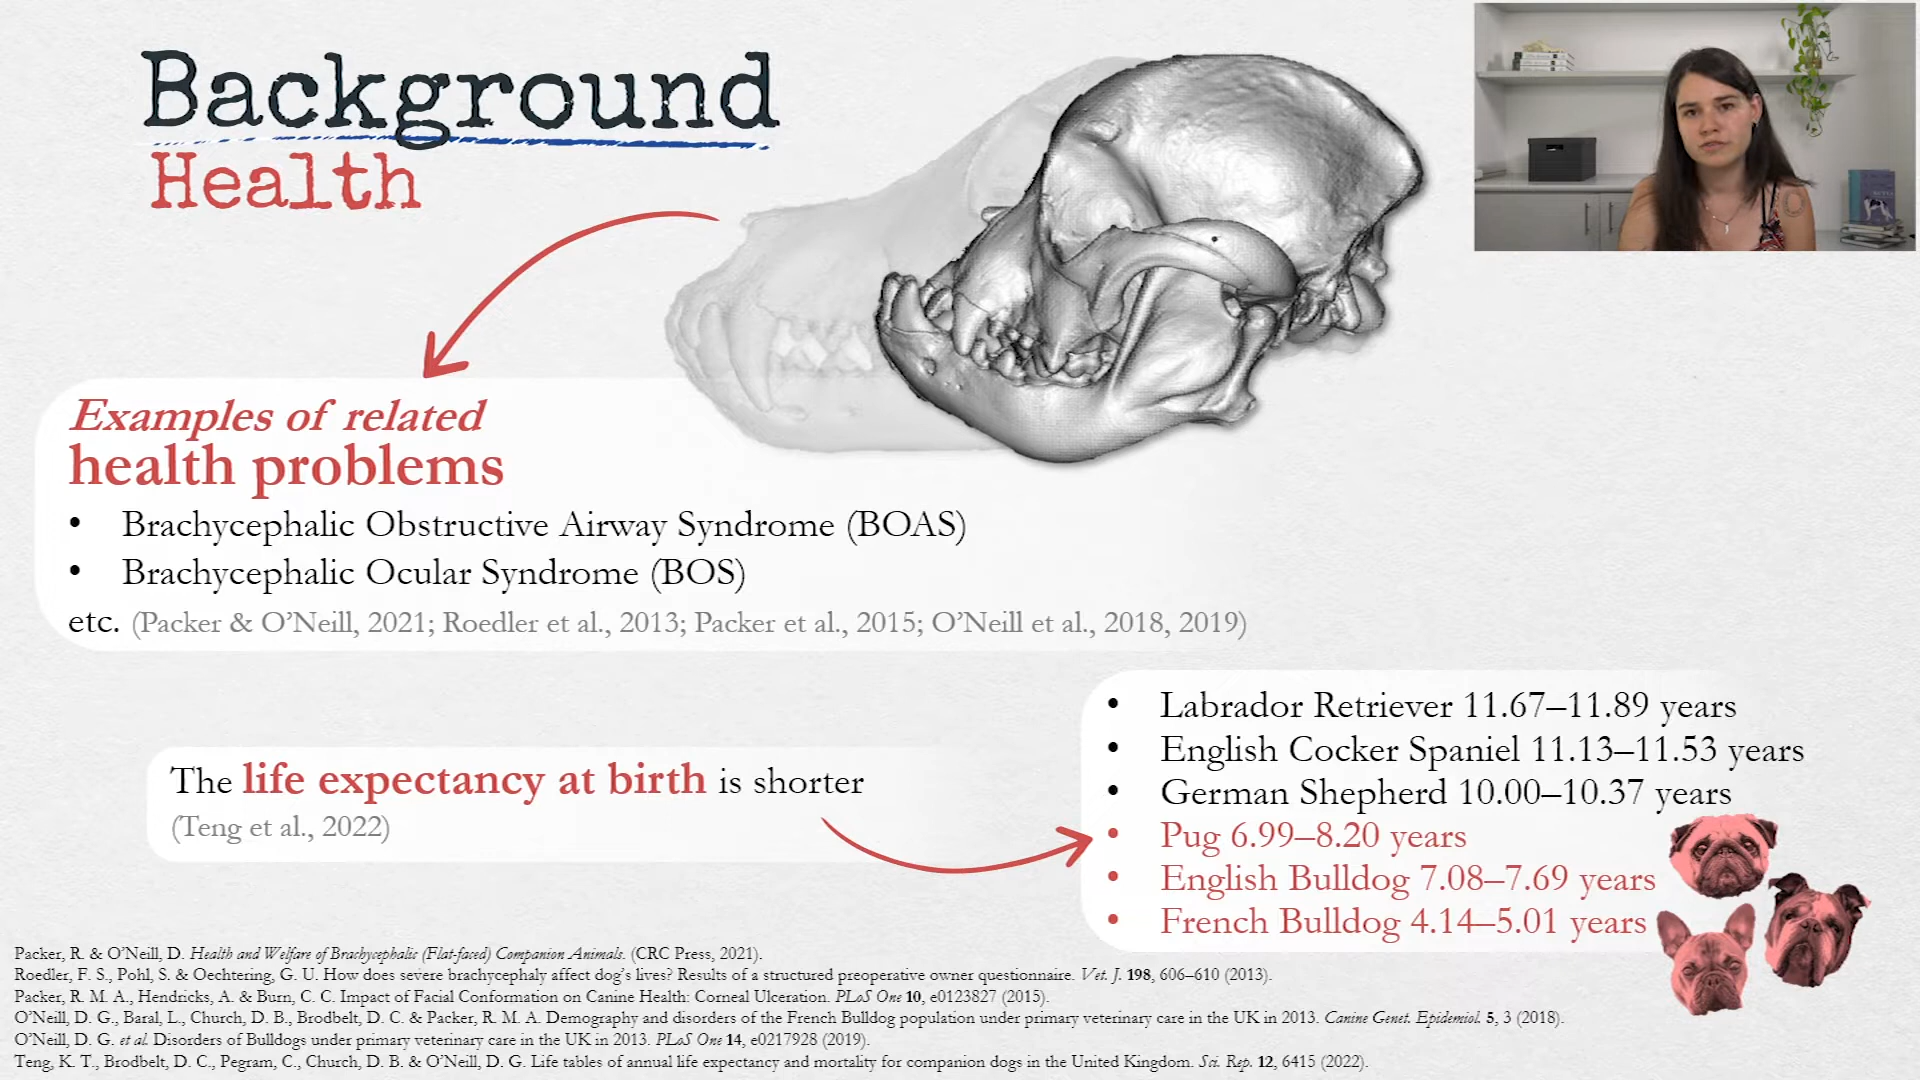 Background
Health
Examples of related
health problems
• Brachycephalic Obstructive Airway Syndrome (BOAS)
• Brachycephalic Ocular Syndrome (BOS)
etc. (Packer & O’Neill, 2021; Roedler et al., 2013; Packer et al., 2015; O’Neill et al., 2018, 2019)
The life expectancy at birth is shorter
(Teng et al., 2022)
• Labrador Retriever 11.67–11.89 years
• English Cocker Spaniel 11.13–11.53 years
• German Shepherd 10.00–10.37 years
• Pug 6.99–8.20 years
• English Bulldog 7.08–7.69 years
• French Bulldog 4.14–5.01 years
Packer, R. & O’Neill, D. Health and Welfare of Brachycephalic (Flat-faced) Companion Animals. (CRC Press, 2021).
Roedler, F. S., Pohl, S. & Oechtering, G. U. How does severe brachycephaly affect dog’s lives? Results of a structured preoperative owner questionnaire. Vet. J. 198, 606–610 (2013).
Packer, R. M. A., Hendricks, A. & Burn, C. C. Impact of Facial Conformation on Canine Health: Corneal Ulceration. PLoS One 10, e0123827 (2015).
O’Neill, D. G., Baral, L., Church, D. B., Brodbelt, D. C. & Packer, R. M. A. Demography and disorders of the French Bulldog population under primary veterinary care in the UK in 2013. Canine Genet. Epidemiol. 5, 3 (2018).
O’Neill, D. G. et al. Disorders of Bulldogs under primary veterinary care in the UK in 2013. PLoS One 14, e0217928 (2019).
Teng, K. T., Brodbelt, D. C., Pegram, C., Church, D. B. & O’Neill, D. G. Life tables of annual life expectancy and mortality for companion dogs in the United Kingdom. Sci. Rep. 12, 6415 (2022).